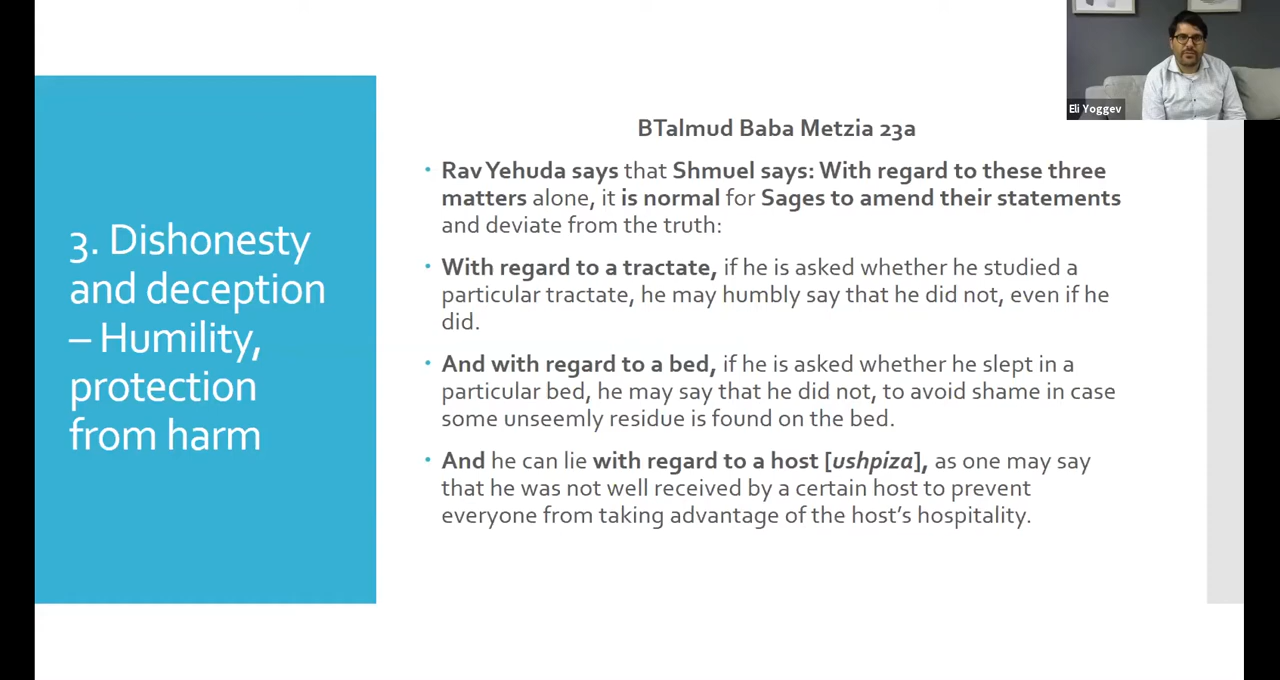 Eli Yoggev
3. Dishonesty
and deception
– Humility,
protection
from harm
BTalmud Baba Metzia 23a
• Rav Yehuda says that Shmuel says: With regard to these three
matters alone, it is normal for Sages to amend their statements
and deviate from the truth:
• With regard to a tractate, if he is asked whether he studied a
particular tractate, he may humbly say that he did not, even if he
did.
• And with regard to a bed, if he is asked whether he slept in a
particular bed, he may say that he did not, to avoid shame in case
some unseemly residue is found on the bed.
• And he can lie with regard to a host [ushpiza], as one may say
that he was not well received by a certain host to prevent
everyone from taking advantage of the host's hospitality.